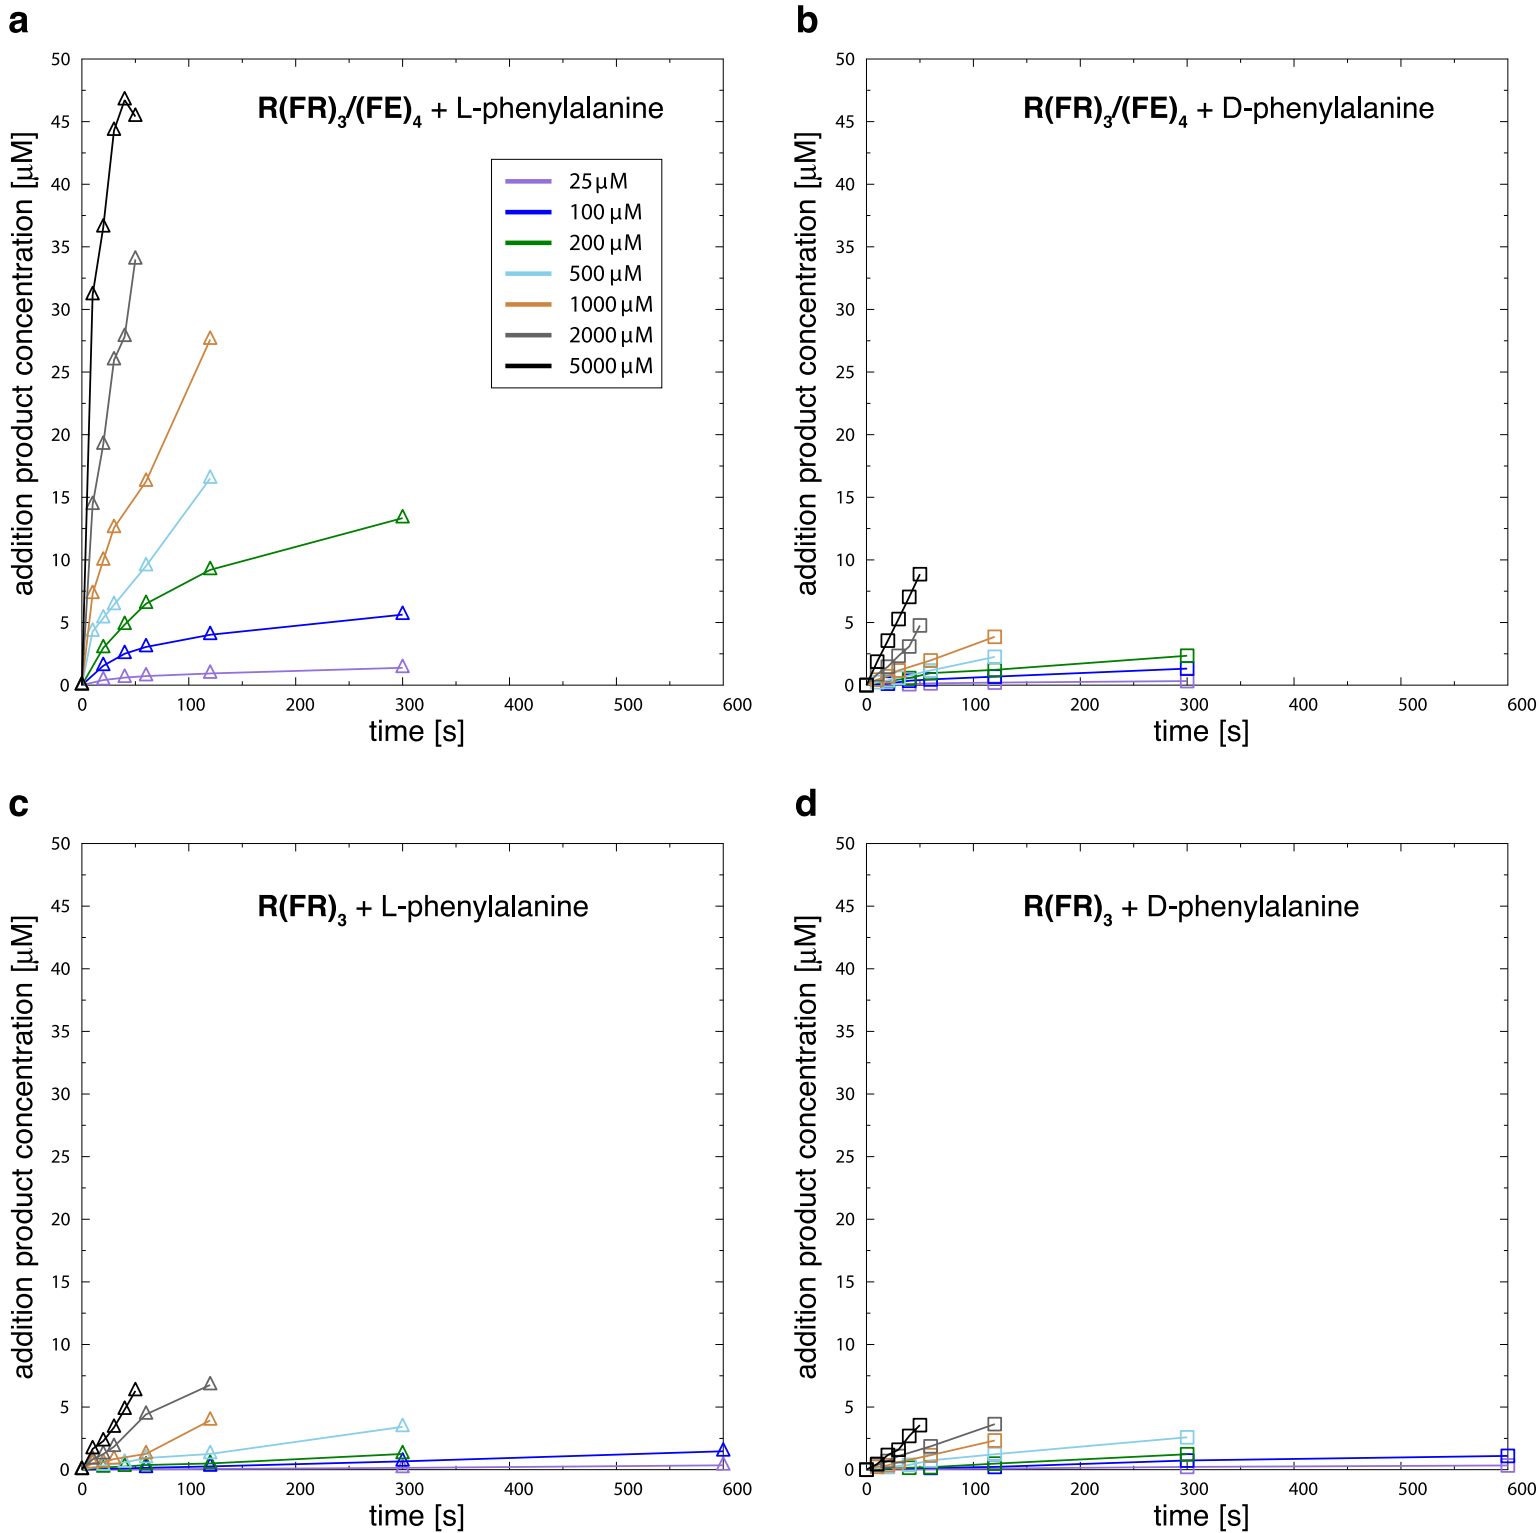 a
50
45
40
35
30
25
20
15
10
5
0
addition product concentration [µM]
R(FR)₃/(FE)₄ + L-phenylalanine
25 µM
100 µM
200 µM
500 µM
1000 µM
2000 µM
5000 µM
0 100 200 300 400 500 600
time [s]
b
50
45
40
35
30
25
20
15
10
5
0
addition product concentration [µM]
R(FR)₃/(FE)₄ + D-phenylalanine
0 100 200 300 400 500 600
time [s]
c
50
45
40
35
30
25
20
15
10
5
0
addition product concentration [µM]
R(FR)₃ + L-phenylalanine
0 100 200 300 400 500 600
time [s]
d
50
45
40
35
30
25
20
15
10
5
0
addition product concentration [µM]
R(FR)₃ + D-phenylalanine
0 100 200 300 400 500 600
time [s]